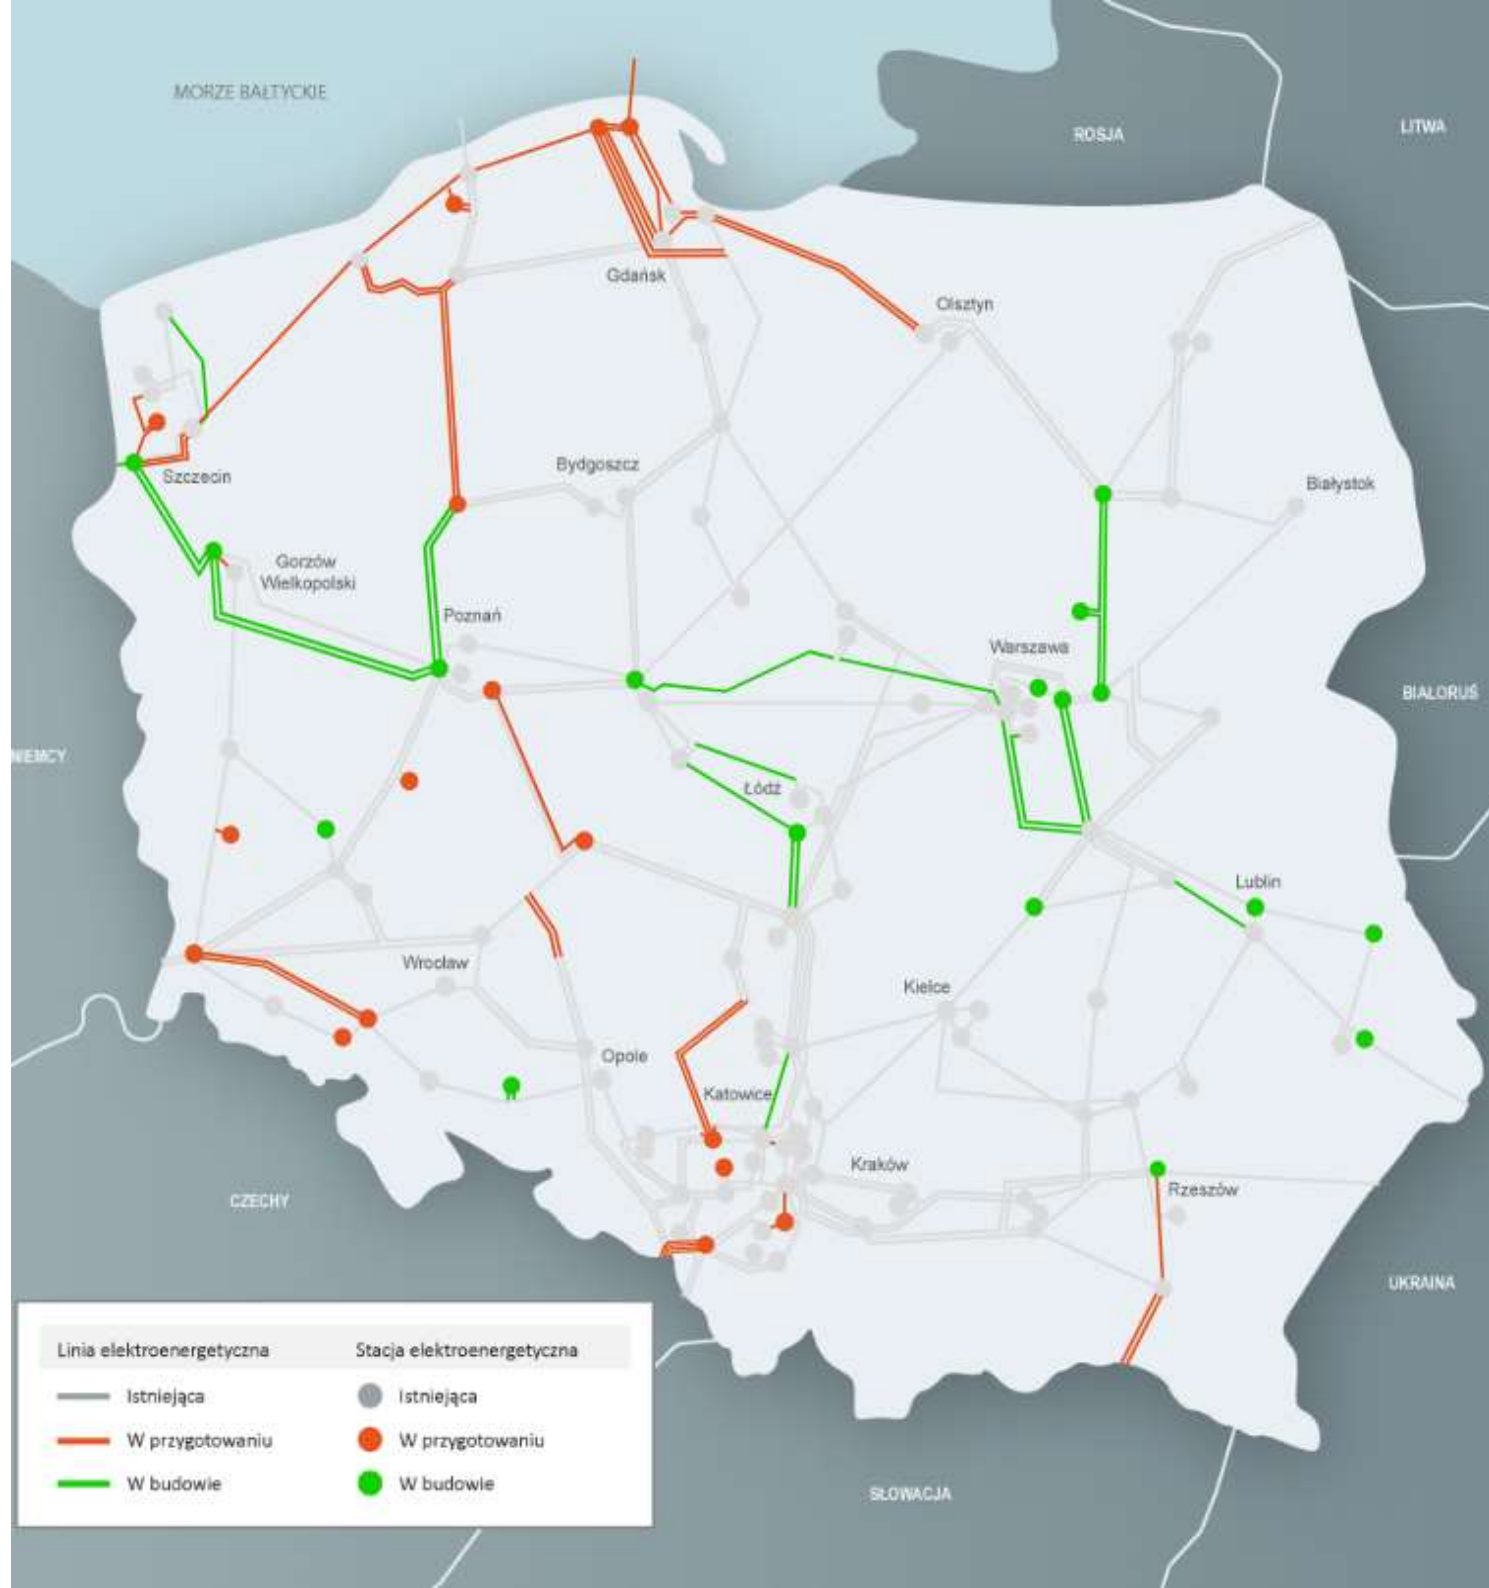 MORZE BAŁTYCKIE
ROSJA
LITWA
Gdańsk
Olsztyn
Szczecin
Bydgoszcz
Białystok
Gorzów
Wielkopolski
Poznań
Warszawa
BIAŁORUŚ
NIEMCY
Łódź
Lublin
Wrocław
Kielce
Opole
Katowice
Kraków
Rzeszów
CZECHY
UKRAINA
Linia elektroenergetyczna
Stacja elektroenergetyczna
Istniejąca
Istniejąca
W przygotowaniu
W przygotowaniu
W budowie
W budowie
SŁOWACJA